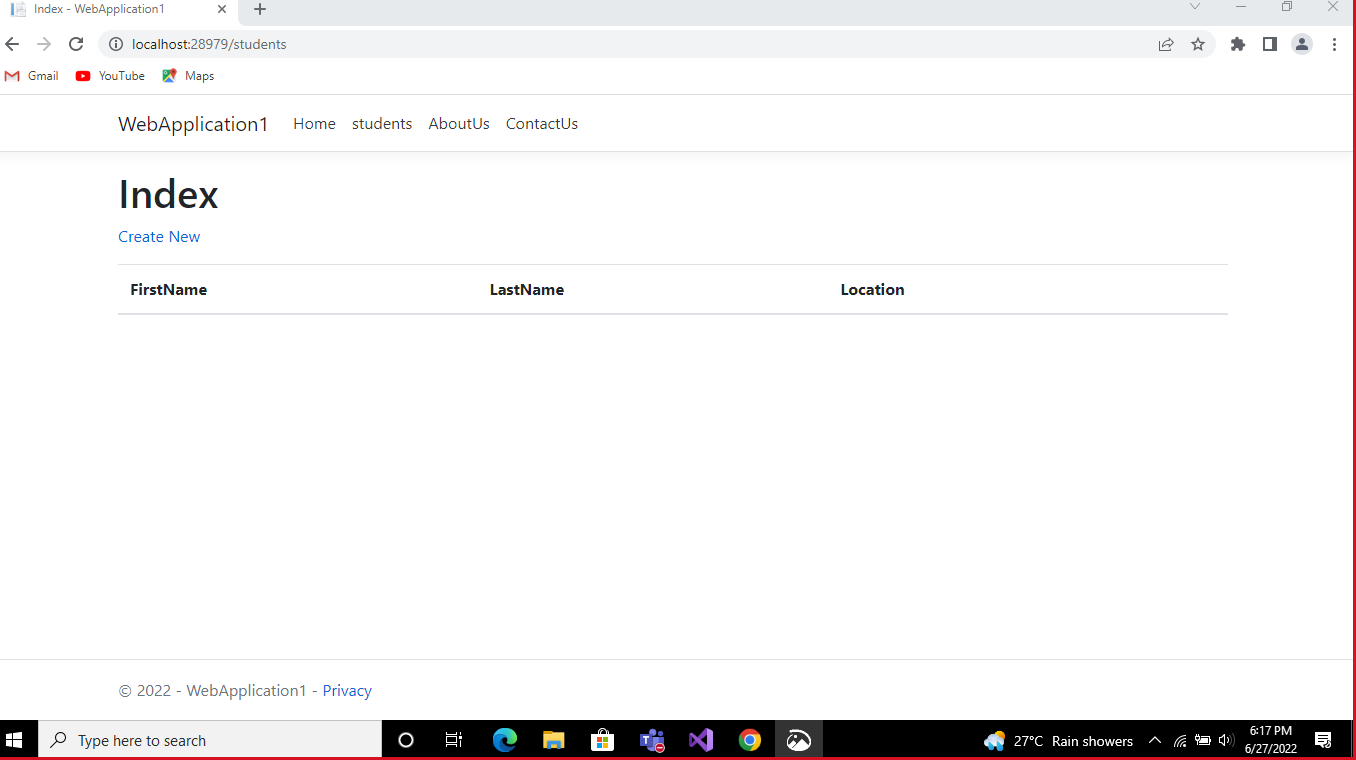 Index - WebApplication1
localhost:28979/students
Gmail YouTube Maps
WebApplication1 Home students AboutUs ContactUs
Index
Create New
FirstName LastName Location
© 2022 - WebApplication1 - Privacy
Type here to search
27°C Rain showers
6:17 PM
6/27/2022